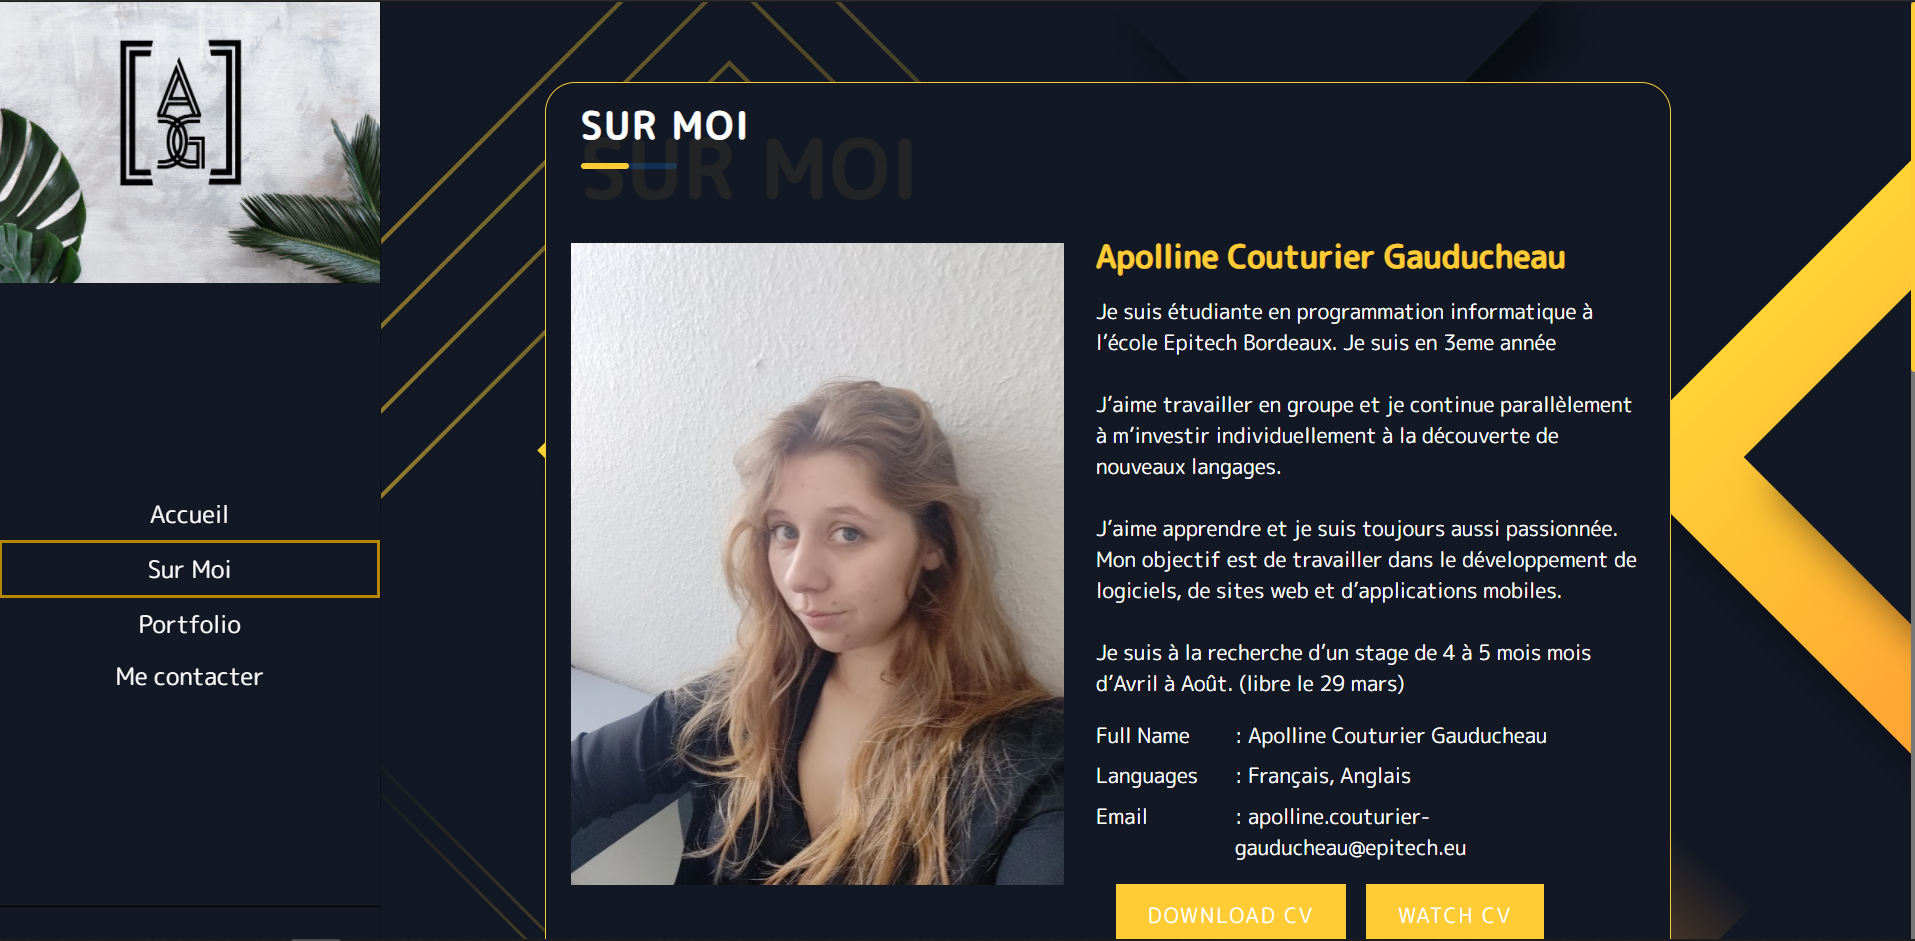 AG
Accueil
Sur Moi
Portfolio
Me contacter
SUR MOI
SUR MOI
Apolline Couturier Gauducheau
Je suis étudiante en programmation informatique à
l'école Epitech Bordeaux. Je suis en 3eme année
J'aime travailler en groupe et je continue parallèlement
à m'investir individuellement à la découverte de
nouveaux langages.
J'aime apprendre et je suis toujours aussi passionnée.
Mon objectif est de travailler dans le développement de
logiciels, de sites web et d'applications mobiles.
Je suis à la recherche d'un stage de 4 à 5 mois mois
d'Avril à Août. (libre le 29 mars)
Full Name : Apolline Couturier Gauducheau
Languages : Français, Anglais
Email : apolline.couturier-
gauducheau@epitech.eu
DOWNLOAD CV WATCH CV